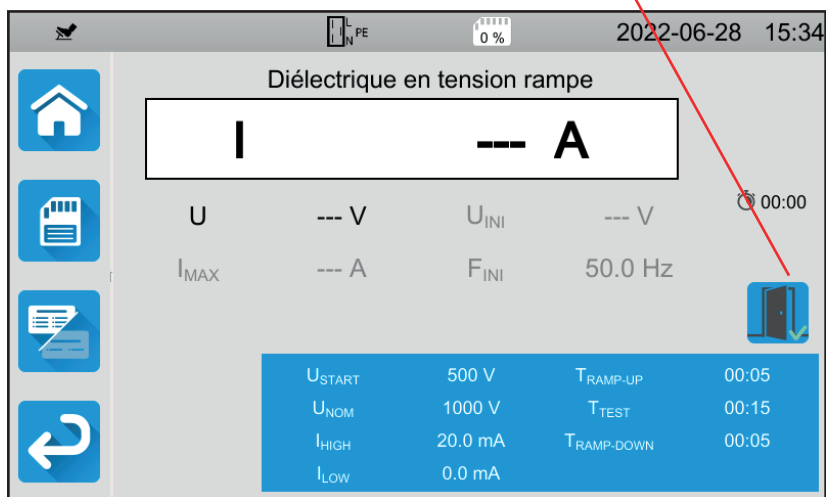 L N PE 0 % 2022-06-28 15:34
Diélectrique en tension rampe
I --- A
00:00
U --- V UINI --- V
IMAX --- A FINI 50.0 Hz
USTART 500 V TRAMP-UP 00:05
UNOM 1000 V TTEST 00:15
IHIGH 20.0 mA TRAMP-DOWN 00:05
ILOW 0.0 mA